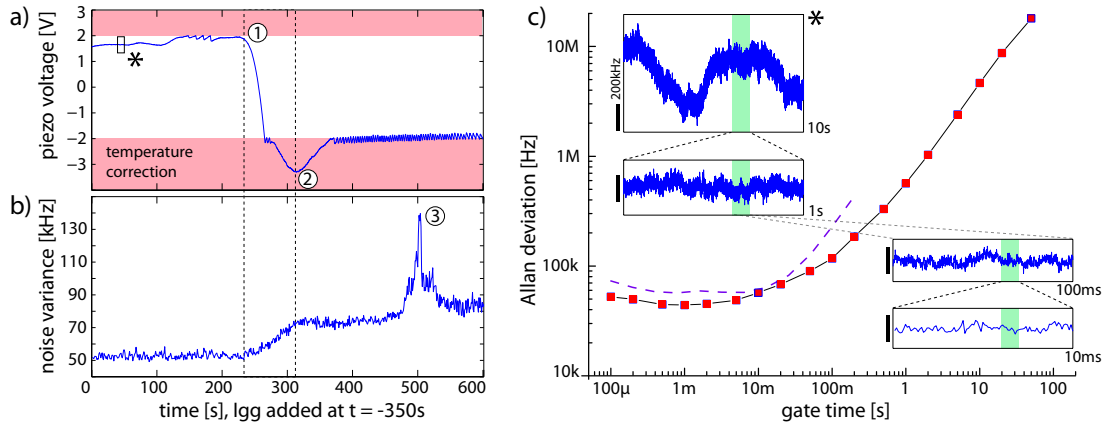 a)
piezo voltage [V]
3
2
1
0
−1
−2
−3
*
1
2
temperature
correction
b)
noise variance [kHz]
130
110
90
70
50
3
0
100
200
300
400
500
600
time [s], Igg added at t = -350s
c)
Allan deviation [Hz]
10M
1M
100k
10k
200kHz
*
10s
1s
100ms
10ms
100µ
1m
10m
100m
1
10
100
gate time [s]